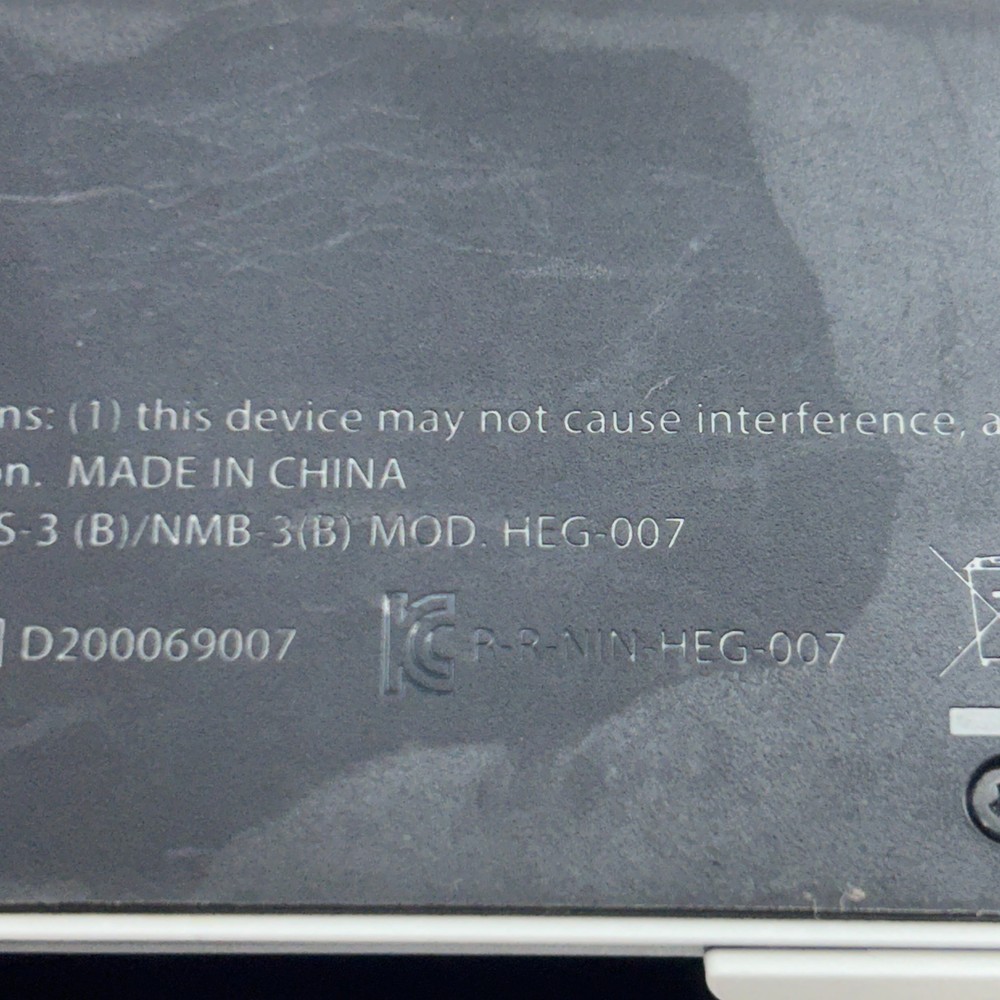 ns: (1) this device may not cause interference, a
on. MADE IN CHINA
S-3 (B)/NMB-3(B) MOD. HEG-007
D200069007 R-R-NIN-HEG-007